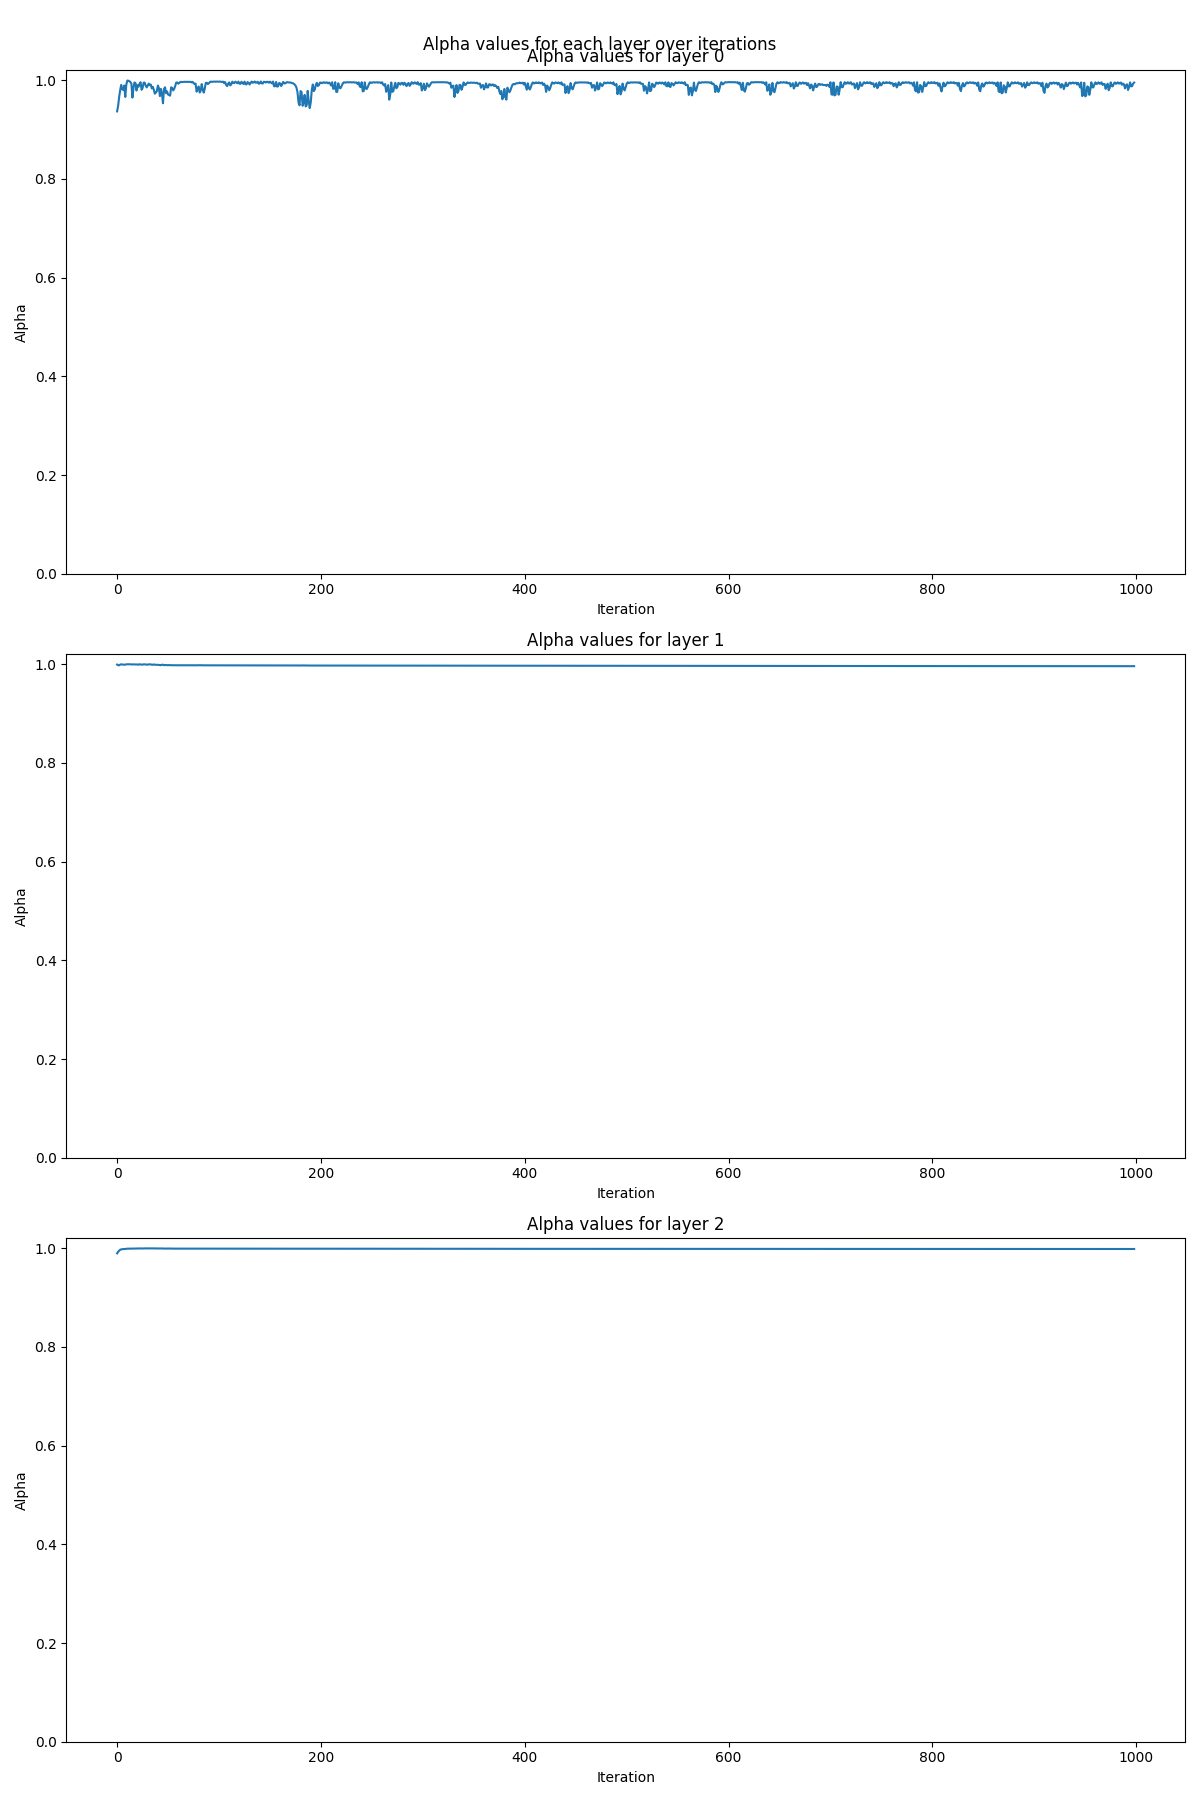 Alpha values for each layer over iterations
Alpha values for layer 0
1.0
0.8
0.6
Alpha
0.4
0.2
0.0
0 200 400 600 800 1000
Iteration
Alpha values for layer 1
1.0
0.8
0.6
Alpha
0.4
0.2
0.0
0 200 400 600 800 1000
Iteration
Alpha values for layer 2
1.0
0.8
0.6
Alpha
0.4
0.2
0.0
0 200 400 600 800 1000
Iteration